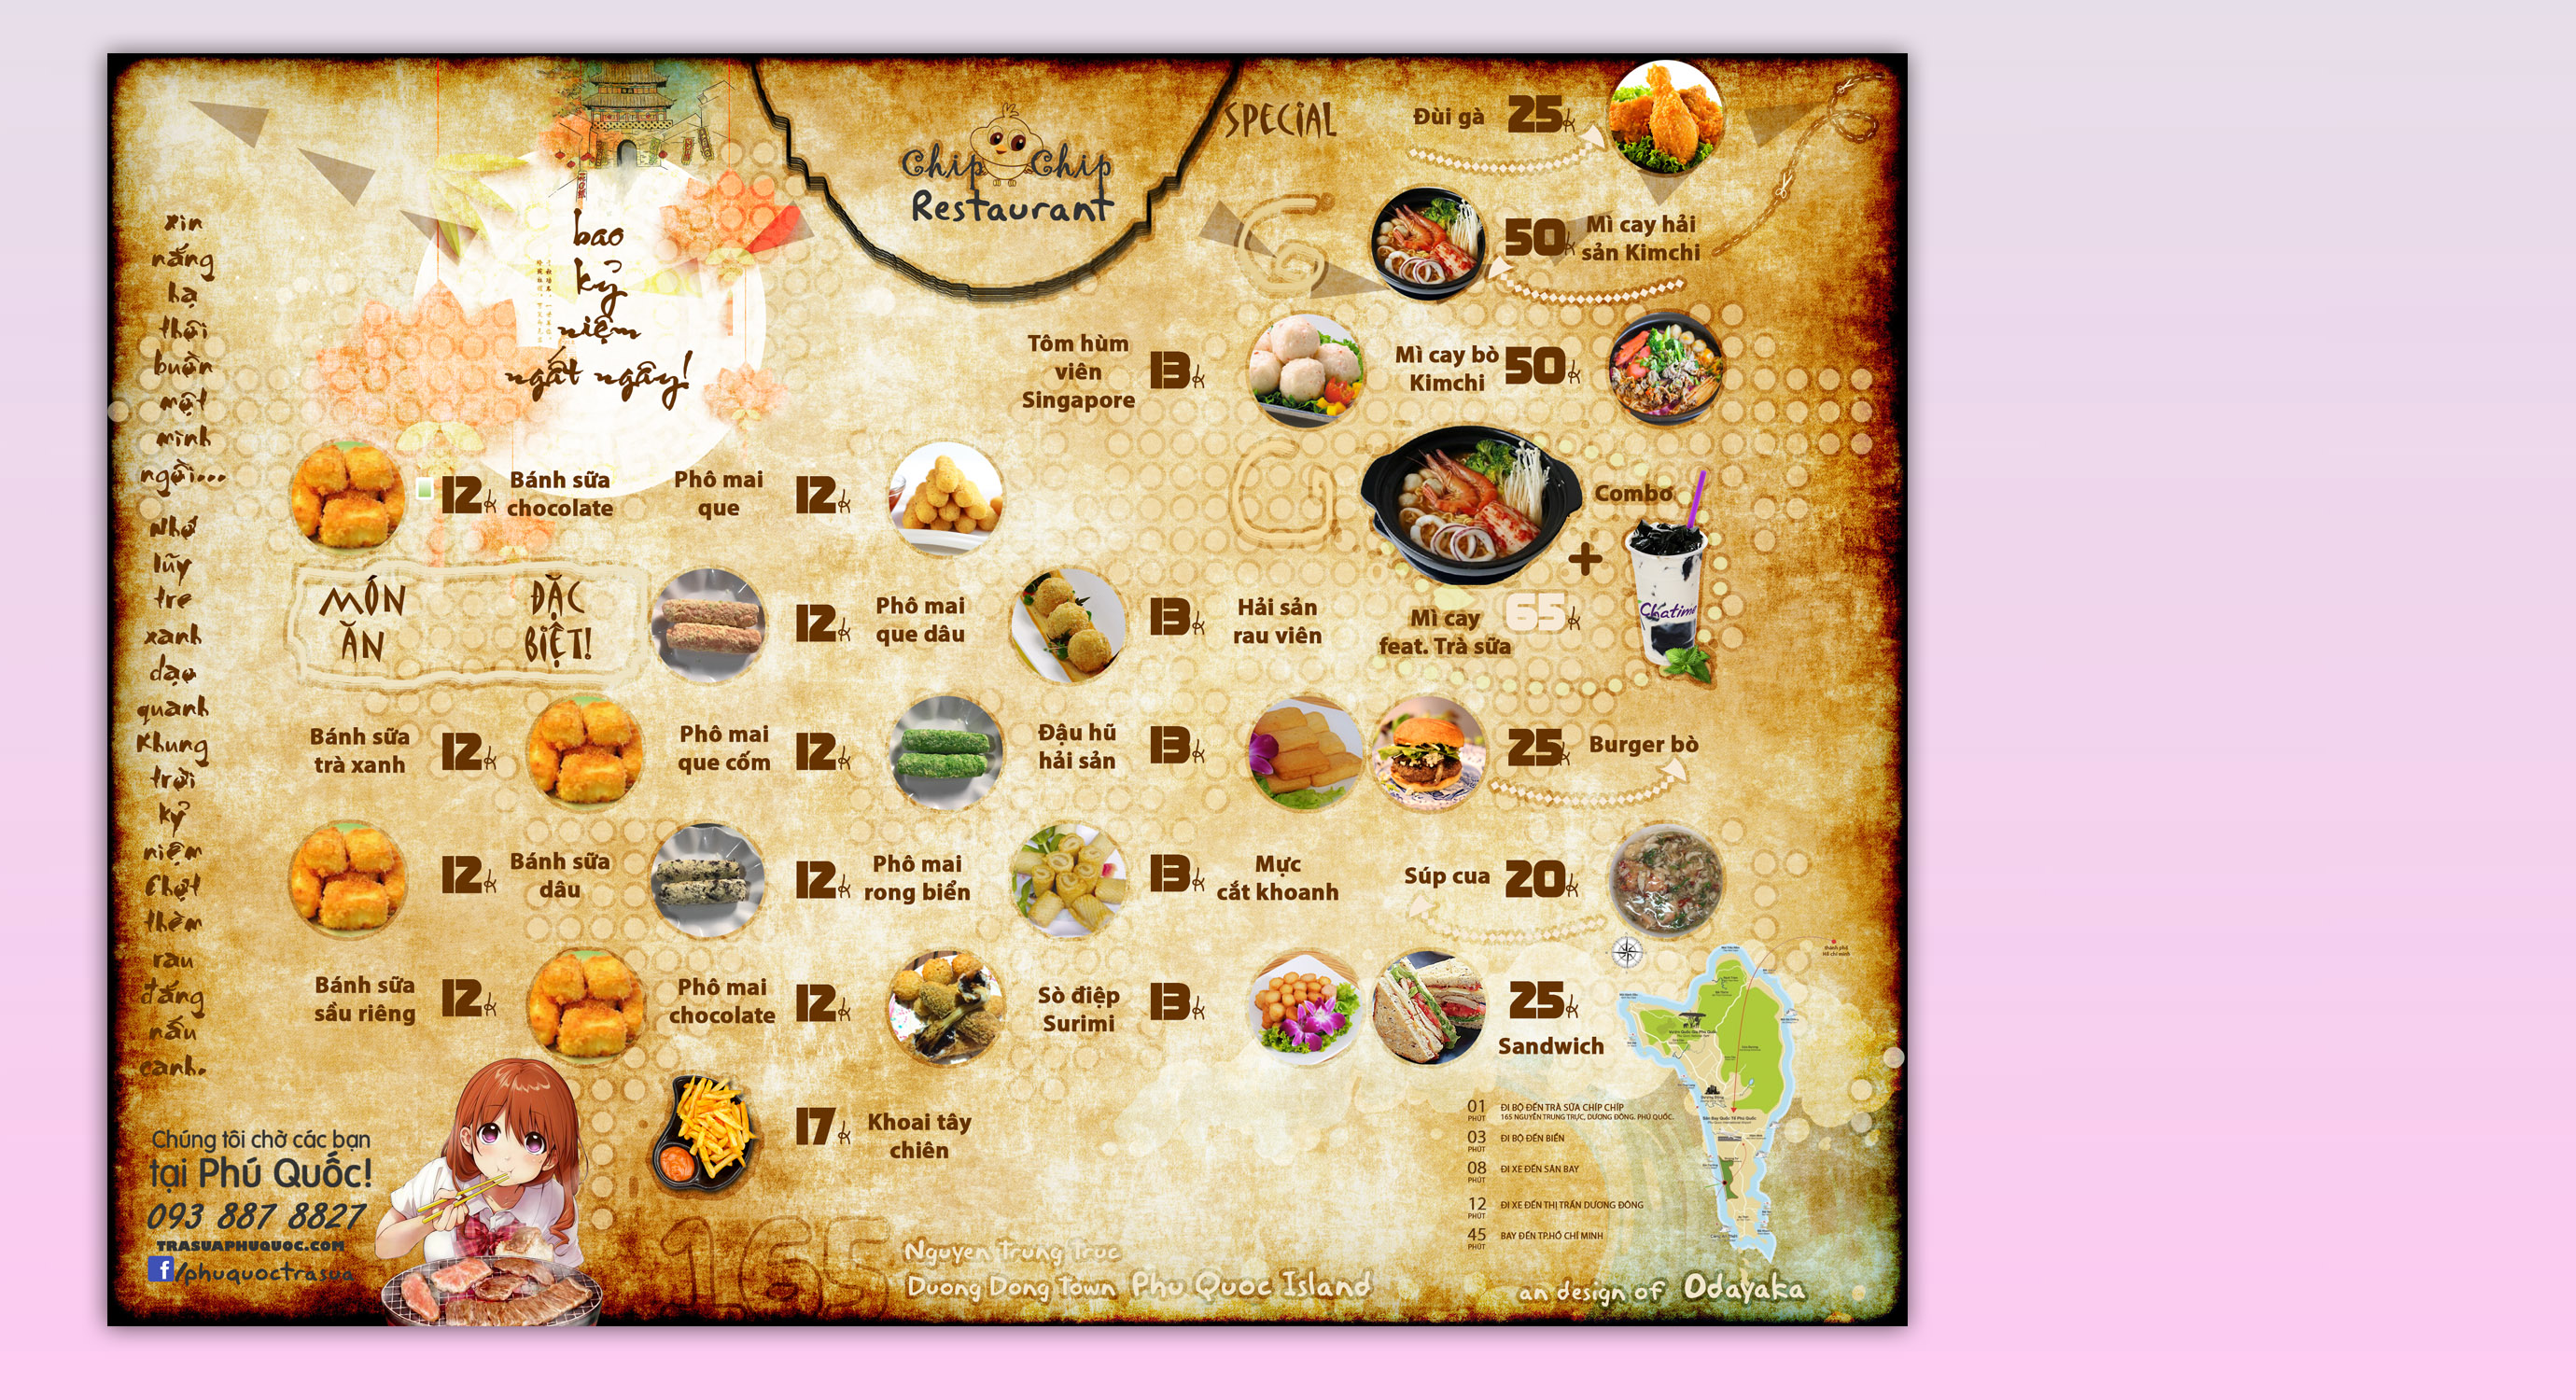 Chip Chip
Restaurant
xin
nắng
hạ
thôi
buồn
một
mình
ngồi...
Nhớ
lũy
tre
xanh
dạo
quanh
Khung
trời
kỷ
niệm
Chợt
thèm
rau
đắng
nấu
canh.
bao
kỷ
niệm
ngất ngây!
SPECIAL
Đùi gà 25k
50k Mì cay hải
sản Kimchi
Tôm hùm
viên
Singapore
13k
Mì cay bò
Kimchi
50k
12k
Bánh sữa
chocolate
Phô mai
que
12k
Combo
+
Chatime
Mì cay
feat. Trà sữa
65k
MÓN
ĂN
ĐẶC
BIỆT!
12k
Phô mai
que dâu
13k
Hải sản
rau viên
Bánh sữa
trà xanh
12k
Phô mai
que cốm
12k
Đậu hũ
hải sản
13k
25k Burger bò
12k
Bánh sữa
dâu
12k
Phô mai
rong biển
13k
Mực
cắt khoanh
Súp cua 20k
Bánh sữa
sầu riêng
12k
Phô mai
chocolate
12k
Sò điệp
Surimi
13k
25k
Sandwich
17k
Khoai tây
chiên
Chúng tôi chờ các bạn
tại Phú Quốc!
093 887 8827
TRASUAPHUQUOC.COM
f/phuquoctrasua
165
Nguyen Trung Truc
Duong Dong Town Phu Quoc Island
01 PHÚT ĐI BỘ ĐẾN TRÀ SỮA CHÍP CHÍP
165 NGUYỄN TRUNG TRỰC, DƯƠNG ĐÔNG. PHÚ QUỐC.
03 PHÚT ĐI BỘ ĐẾN BIỂN
08 PHÚT ĐI XE ĐẾN SÂN BAY
12 PHÚT ĐI XE ĐẾN THỊ TRẤN DƯƠNG ĐÔNG
45 PHÚT BAY ĐẾN TP.HỒ CHÍ MINH
an design of Odayaka